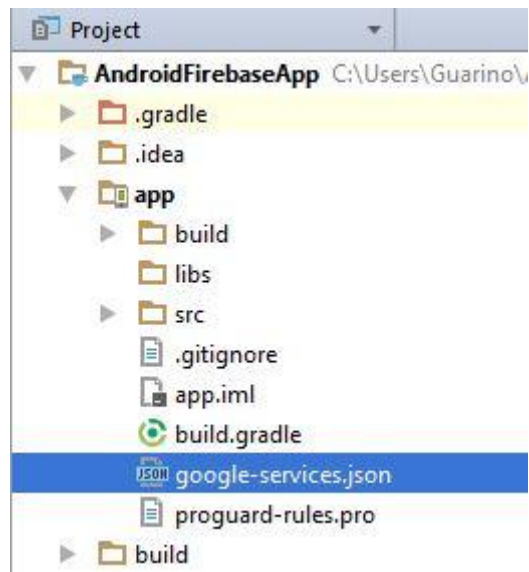 Project
AndroidFirebaseApp C:\Users\Guarino\
.gradle
.idea
app
build
libs
src
.gitignore
app.iml
build.gradle
JSON google-services.json
proguard-rules.pro
build